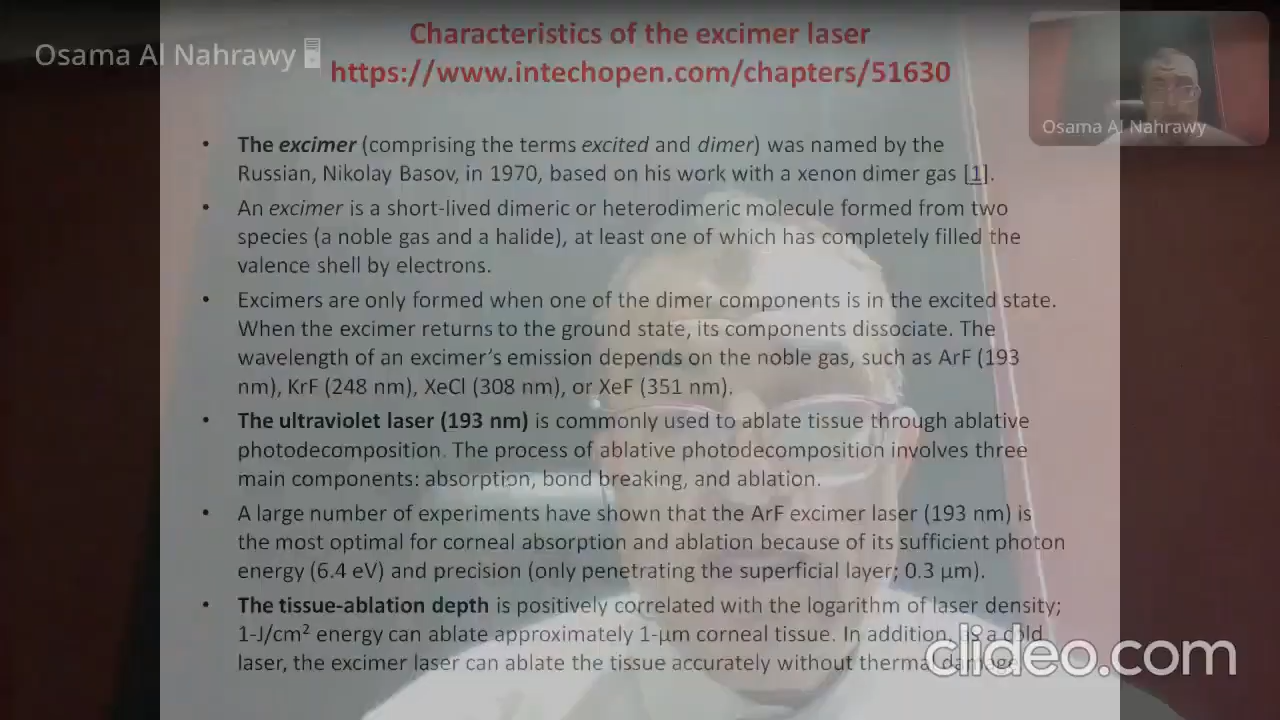 Characteristics of the excimer laser
Osama Al Nahrawy
https://www.intechopen.com/chapters/51630
Osama Al Nahrawy
• The excimer (comprising the terms excited and dimer) was named by the
Russian, Nikolay Basov, in 1970, based on his work with a xenon dimer gas [1].
• An excimer is a short-lived dimeric or heterodimeric molecule formed from two
species (a noble gas and a halide), at least one of which has completely filled the
valence shell by electrons.
• Excimers are only formed when one of the dimer components is in the excited state.
When the excimer returns to the ground state, its components dissociate. The
wavelength of an excimer's emission depends on the noble gas, such as ArF (193
nm), KrF (248 nm), XeCl (308 nm), or XeF (351 nm).
• The ultraviolet laser (193 nm) is commonly used to ablate tissue through ablative
photodecomposition. The process of ablative photodecomposition involves three
main components: absorption, bond breaking, and ablation.
• A large number of experiments have shown that the ArF excimer laser (193 nm) is
the most optimal for corneal absorption and ablation because of its sufficient photon
energy (6.4 eV) and precision (only penetrating the superficial layer; 0.3 μm).
• The tissue-ablation depth is positively correlated with the logarithm of laser density;
1-J/cm² energy can ablate approximately 1-μm corneal tissue. In addition, as a cold
laser, the excimer laser can ablate the tissue accurately without thermal damage
clideo.com